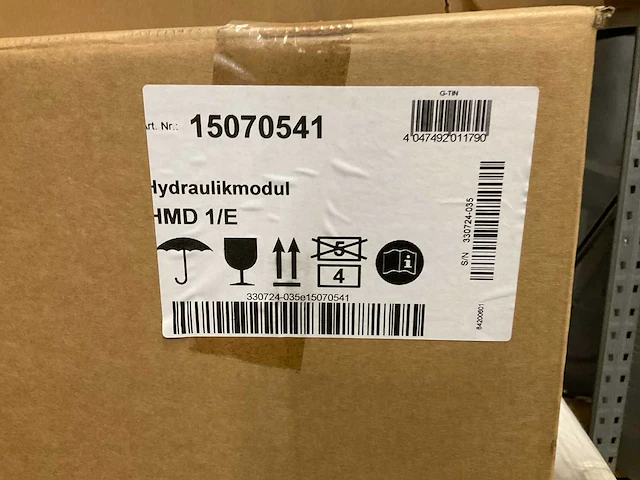 G-TIN
Art. Nr.: 15070541
4 047492 011790
Hydraulikmodul
HMD 1/E
S/N 330724-035
5
4
i
330724-035e15070541
84200601